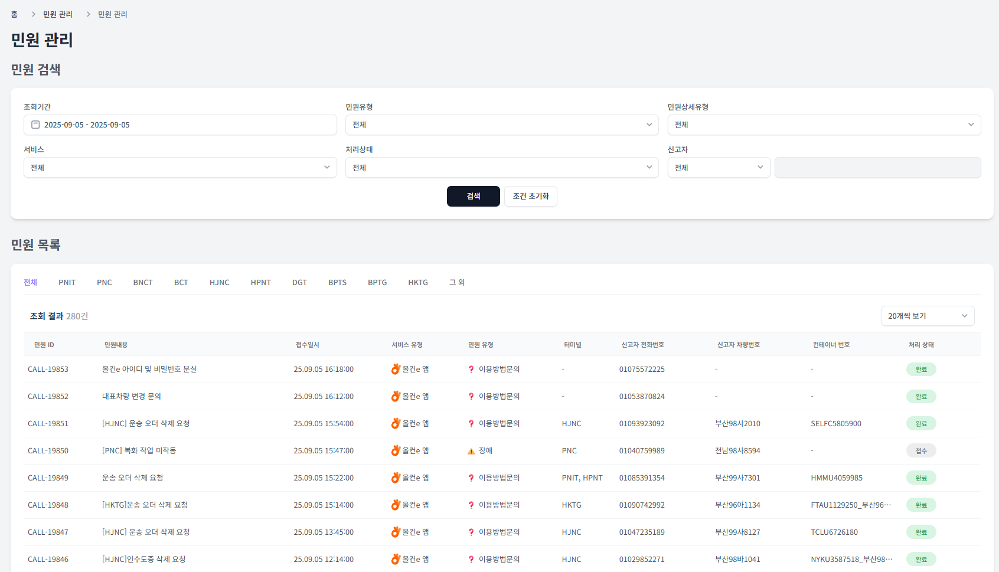 홈 > 민원 관리 > 민원 관리
민원 관리
민원 검색
조회기간 민원유형 민원상세유형
2025-09-05 - 2025-09-05 전체 전체
서비스 처리상태 신고자
전체 전체 전체
검색 조건 초기화
민원 목록
전체 PNIT PNC BNCT BCT HJNC HPNT DGT BPTS BPTG HKTG 그 외
조회 결과 280건 20개씩 보기
민원 ID 민원내용 접수일시 서비스 유형 민원 유형 터미널 신고자 전화번호 신고자 차량번호 컨테이너 번호 처리 상태
CALL-19853 올컨e 아이디 및 비밀번호 분실 25.09.05 16:18:00 올컨e 앱 ❓ 이용방법문의 - 01075572225 - - 완료
CALL-19852 대표차량 변경 문의 25.09.05 16:12:00 올컨e 앱 ❓ 이용방법문의 - 01053870824 - - 완료
CALL-19851 [HJNC] 운송 오더 삭제 요청 25.09.05 15:54:00 올컨e 앱 ❓ 이용방법문의 HJNC 01093923092 부산98사2010 SELFC5805900 완료
CALL-19850 [PNC] 복화 작업 미작동 25.09.05 15:47:00 올컨e 앱 ⚠ 장애 PNC 01040759989 전남98사8594 - 접수
CALL-19849 운송 오더 삭제 요청 25.09.05 15:22:00 올컨e 앱 ❓ 이용방법문의 PNIT, HPNT 01085391354 부산99사7301 HMMU4059985 완료
CALL-19848 [HKTG]운송 오더 삭제 요청 25.09.05 15:14:00 올컨e 앱 ❓ 이용방법문의 HKTG 01090742992 부산96아1134 FTAU1129250_부산96… 완료
CALL-19847 [HJNC] 운송 오더 삭제 요청 25.09.05 13:45:00 올컨e 앱 ❓ 이용방법문의 HJNC 01047235189 부산99사8127 TCLU6726180 완료
CALL-19846 [HJNC]인수도증 삭제 요청 25.09.05 12:14:00 올컨e 앱 ❓ 이용방법문의 HJNC 01029852271 부산98바1041 NYKU3587518_부산98… 완료